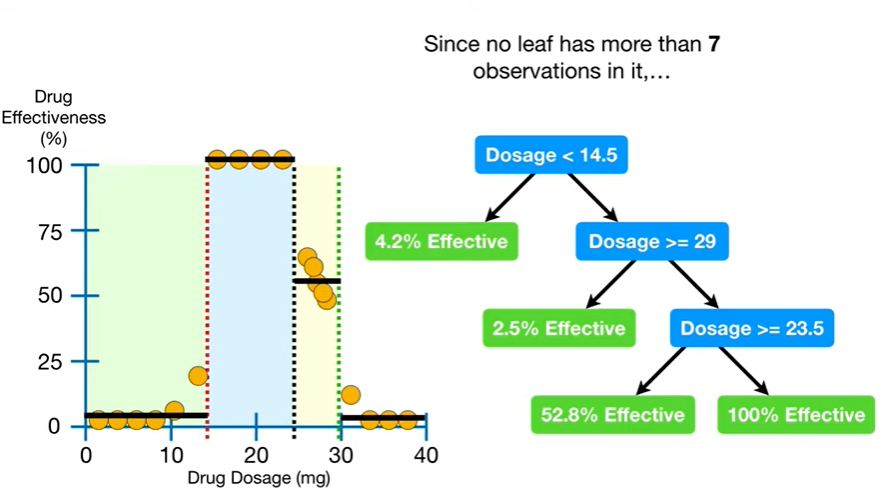 Since no leaf has more than 7
observations in it,…
Drug
Effectiveness
(%)
100
75
50
25
0
0
10
20
30
40
Drug Dosage (mg)
Dosage < 14.5
4.2% Effective
Dosage >= 29
2.5% Effective
Dosage >= 23.5
52.8% Effective
100% Effective